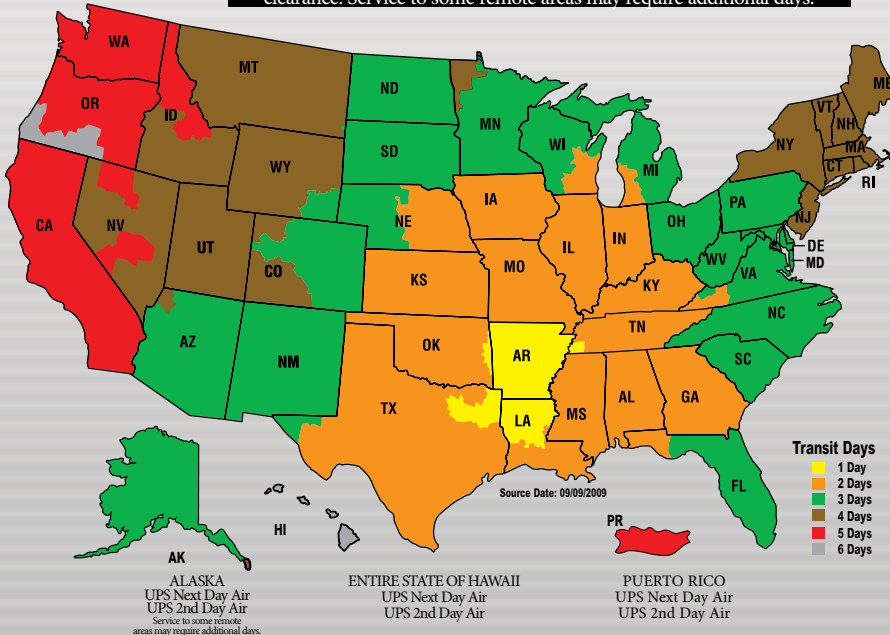 clearance. Service to some remote areas may require additional days.
WA
MT
ND
MN
OR
ID
SD
WI
MI
WY
NY
VT
NH
ME
MA
CT
RI
CA
NV
UT
CO
NE
IA
IL
IN
OH
PA
NJ
DE
MD
WV
VA
KS
MO
KY
NC
TN
AZ
NM
OK
AR
SC
TX
LA
MS
AL
GA
FL
Source Date: 09/09/2009
Transit Days
1 Day
2 Days
3 Days
4 Days
5 Days
6 Days
AK
HI
PR
ALASKA
UPS Next Day Air
UPS 2nd Day Air
Service to some remote
areas may require additional days.
ENTIRE STATE OF HAWAII
UPS Next Day Air
UPS 2nd Day Air
PUERTO RICO
UPS Next Day Air
UPS 2nd Day Air